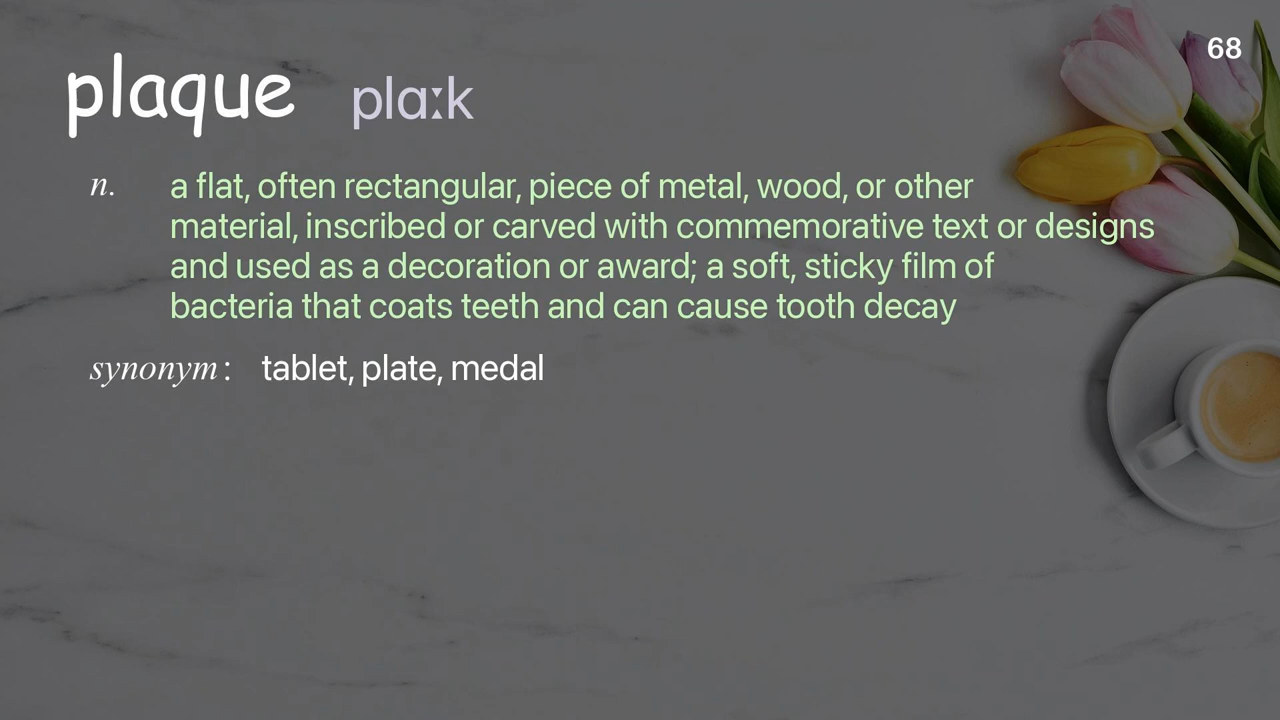 68
plaque plɑːk
n. a flat, often rectangular, piece of metal, wood, or other
material, inscribed or carved with commemorative text or designs
and used as a decoration or award; a soft, sticky film of
bacteria that coats teeth and can cause tooth decay
synonym: tablet, plate, medal